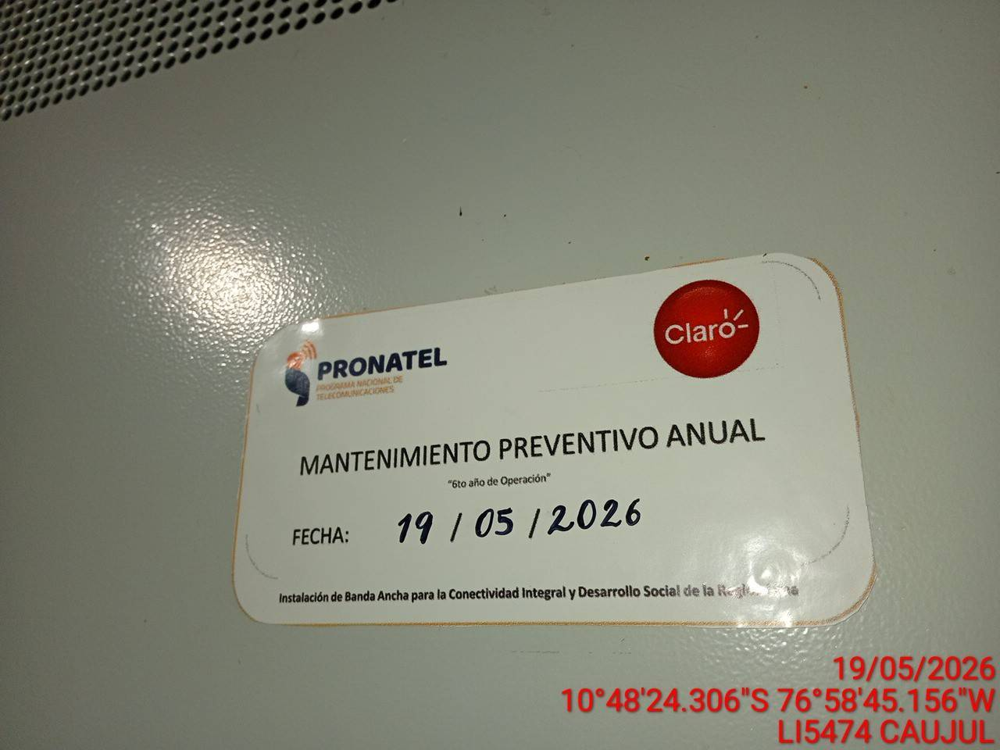 Claro
PRONATEL
PROGRAMA NACIONAL DE
TELECOMUNICACIONES
MANTENIMIENTO PREVENTIVO ANUAL
"6to año de Operación"
FECHA: 19 / 05 / 2026
Instalación de Banda Ancha para la Conectividad Integral y Desarrollo Social de la
19/05/2026
10°48'24.306"S 76°58'45.156"W
LI5474 CAUJUL